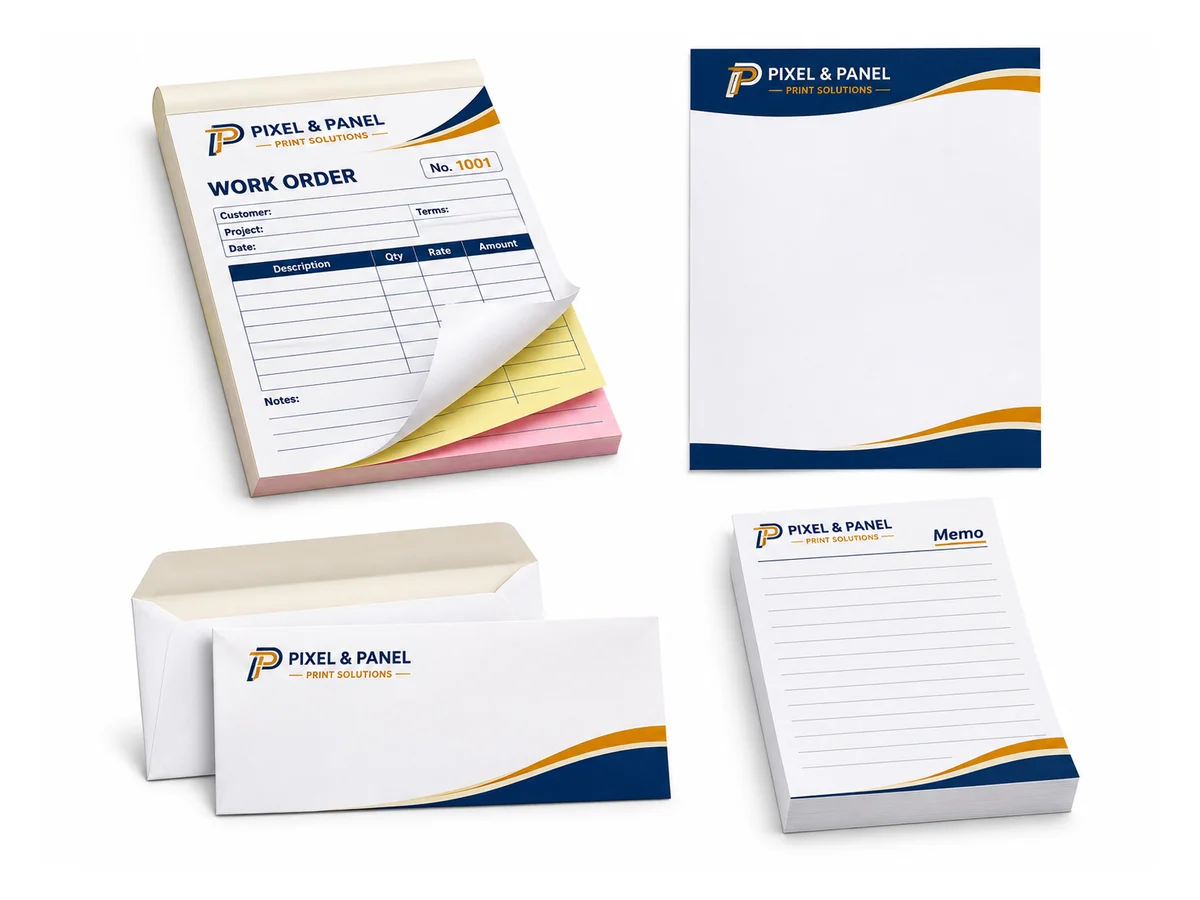 PIXEL & PANEL
PRINT SOLUTIONS
WORK ORDER
No. 1001
Customer:
Terms:
Project:
Date:
Description Qty Rate Amount
Notes:
PIXEL & PANEL
PRINT SOLUTIONS
PIXEL & PANEL
PRINT SOLUTIONS
PIXEL & PANEL
PRINT SOLUTIONS
Memo